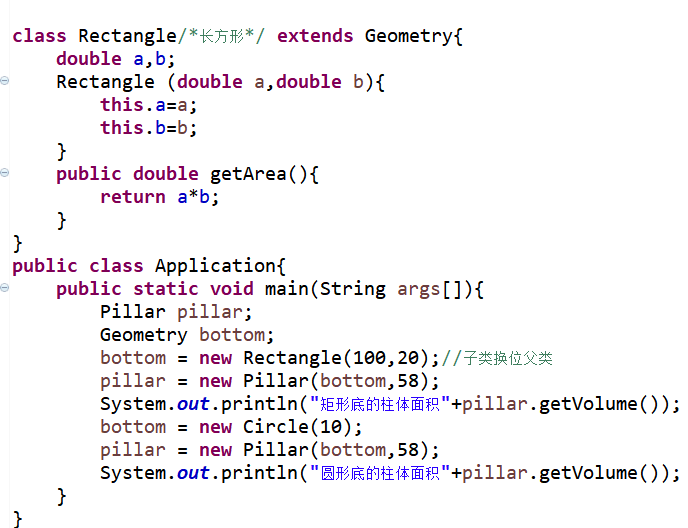 class Rectangle/*长方形*/ extends Geometry{
    double a,b;
    Rectangle (double a,double b){
        this.a=a;
        this.b=b;
    }
    public double getArea(){
        return a*b;
    }
}
public class Application{
    public static void main(String args[]){
        Pillar pillar;
        Geometry bottom;
        bottom = new Rectangle(100,20);//子类换位父类
        pillar = new Pillar(bottom,58);
        System.out.println("矩形底的柱体面积"+pillar.getVolume());
        bottom = new Circle(10);
        pillar = new Pillar(bottom,58);
        System.out.println("圆形底的柱体面积"+pillar.getVolume());
    }
}